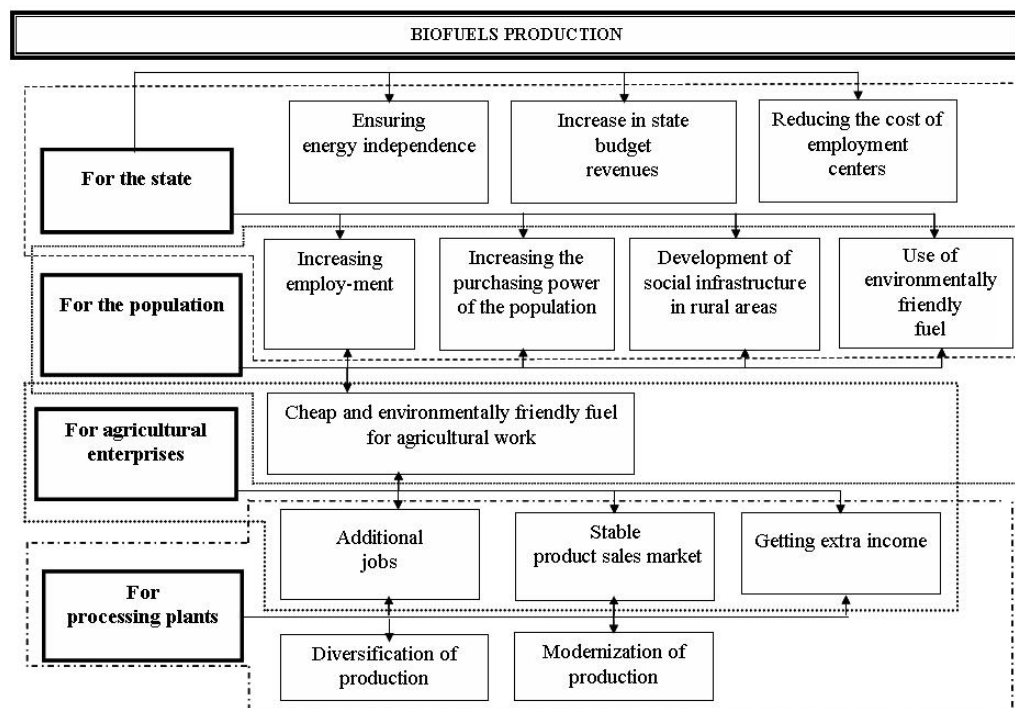 BIOFUELS PRODUCTION
Ensuring
energy independence
Increase in state
budget
revenues
Reducing the cost of
employment
centers
For the state
Increasing
employ-ment
Increasing the
purchasing power
of the population
Development of
social infrastructure
in rural areas
Use of
environmentally
friendly
fuel
For the population
Cheap and environmentally friendly fuel
for agricultural work
For agricultural
enterprises
Additional
jobs
Stable
product sales market
Getting extra income
For
processing plants
Diversification of
production
Modernization of
production